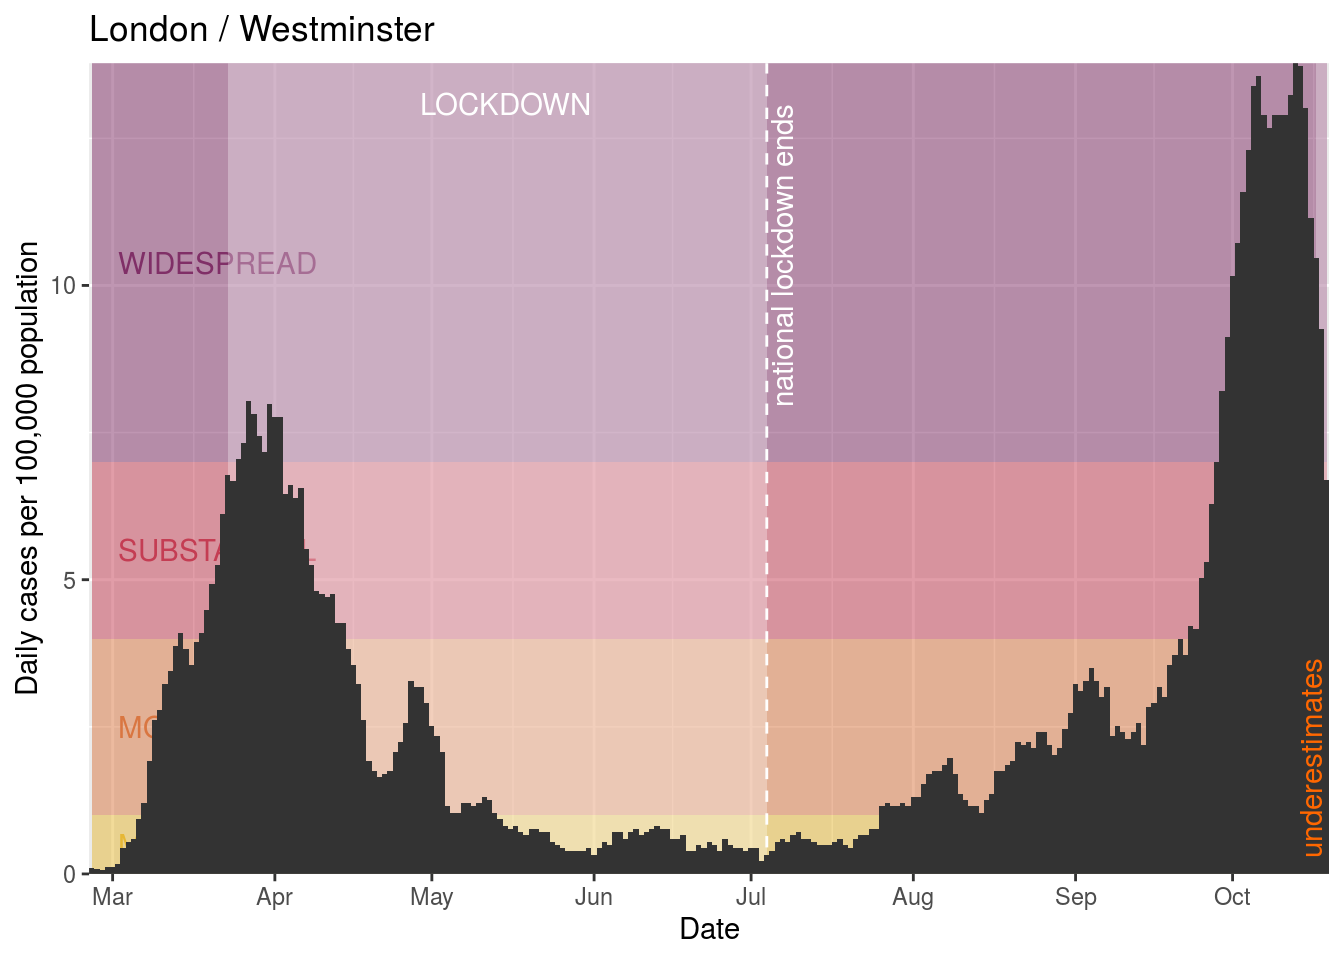 London / Westminster
LOCKDOWN
national lockdown ends
WIDESPREAD
10
5
0
Daily cases per 100,000 population
underestimates
Mar Apr May Jun Jul Aug Sep Oct
Date